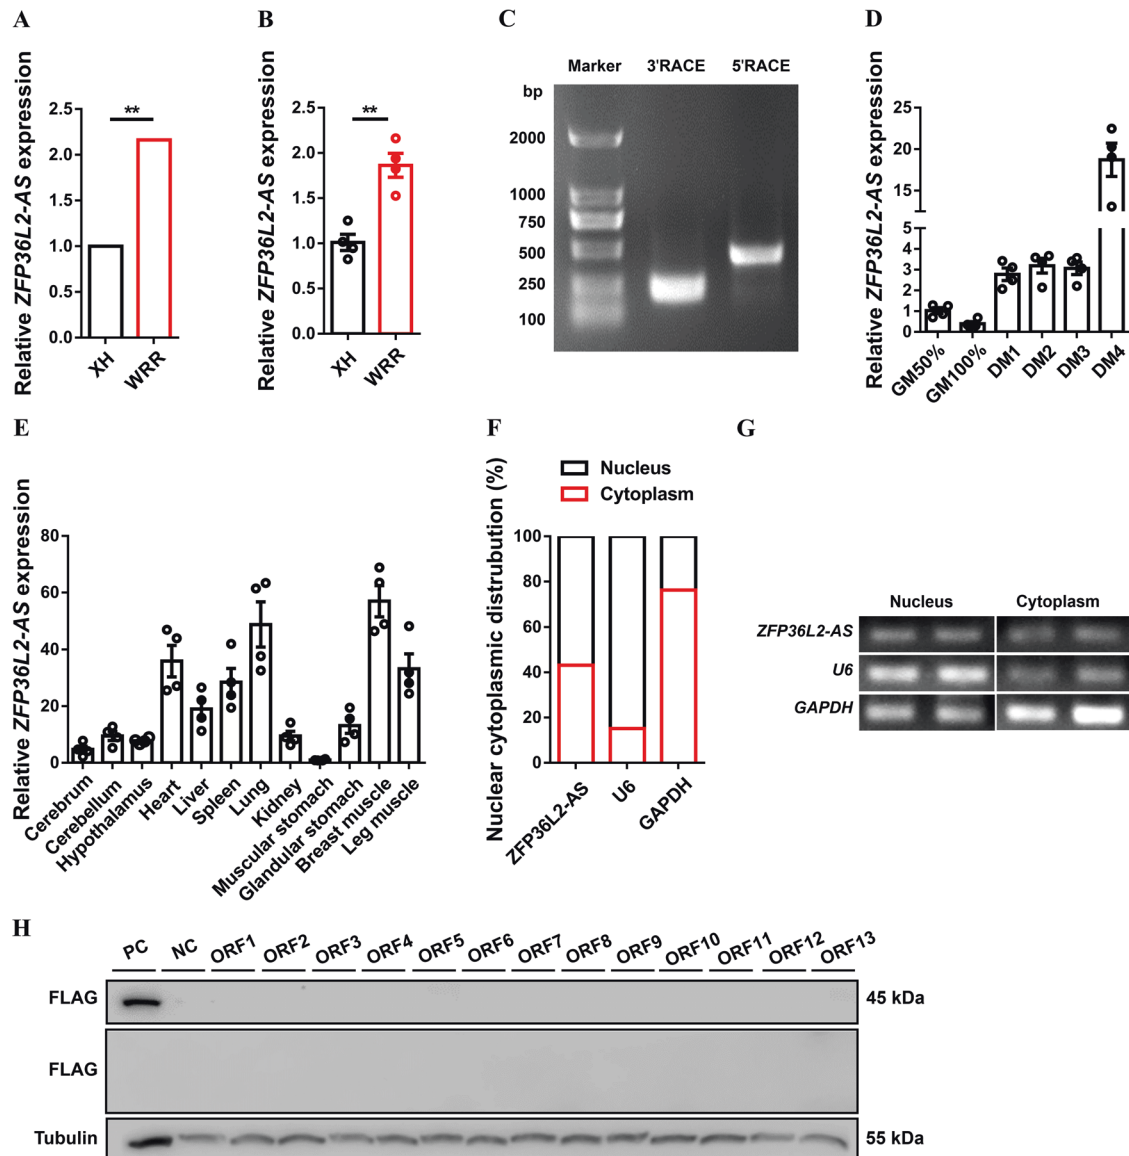 A
Relative ZFP36L2-AS expression
2.5
2.0
1.5
1.0
0.5
0.0
**
XH
WRR
B
Relative ZFP36L2-AS expression
2.5
2.0
1.5
1.0
0.5
0.0
**
XH
WRR
C
Marker 3'RACE 5'RACE
bp
2000
1000
750
500
250
100
D
Relative ZFP36L2-AS expression
25
20
15
5
4
3
2
1
0
GM50%
GM100%
DM1
DM2
DM3
DM4
E
Relative ZFP36L2-AS expression
80
60
40
20
0
Cerebrum
Cerebellum
Hypothalamus
Heart
Liver
Spleen
Lung
Kidney
Muscular stomach
Glandular stomach
Breast muscle
Leg muscle
F
Nucleus
Cytoplasm
Nuclear cytoplasmic distrubution (%)
100
80
60
40
20
0
ZFP36L2-AS
U6
GAPDH
G
Nucleus Cytoplasm
ZFP36L2-AS
U6
GAPDH
H
PC NC ORF1 ORF2 ORF3 ORF4 ORF5 ORF6 ORF7 ORF8 ORF9 ORF10 ORF11 ORF12 ORF13
FLAG 45 kDa
FLAG
Tubulin 55 kDa